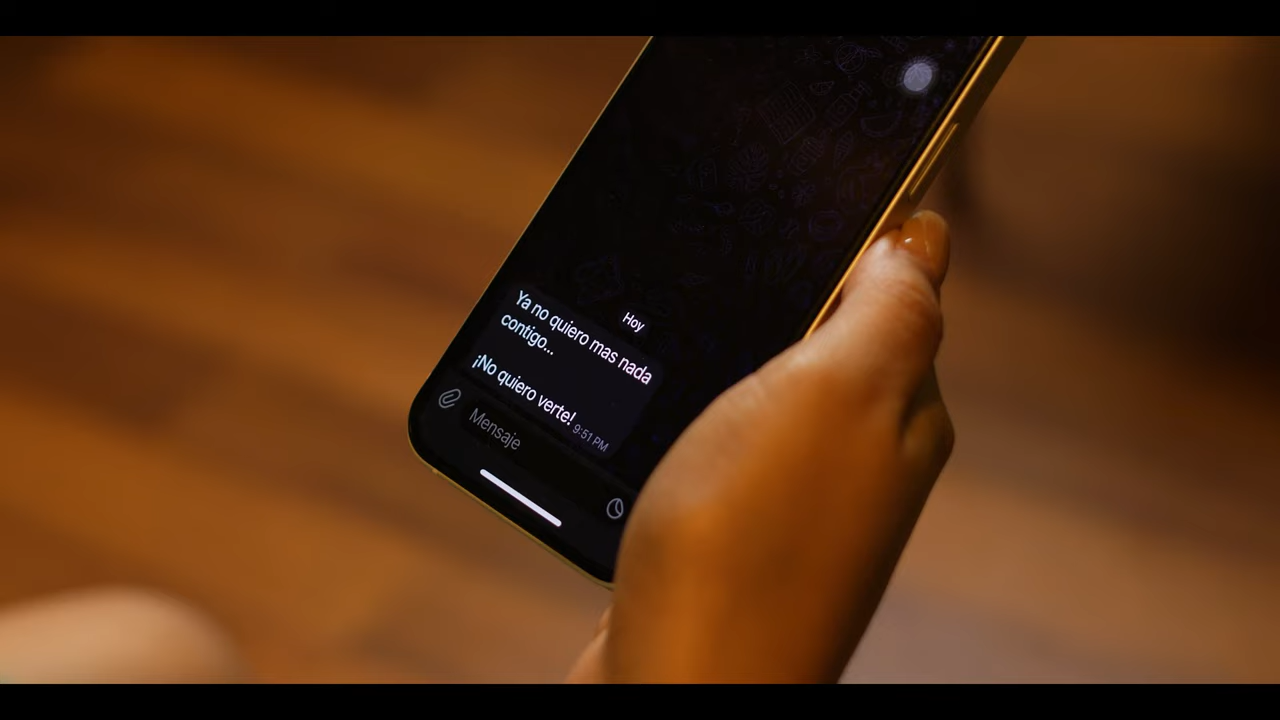 Hoy
Ya no quiero mas nada
contigo...
¡No quiero verte!
9:51 PM
Mensaje